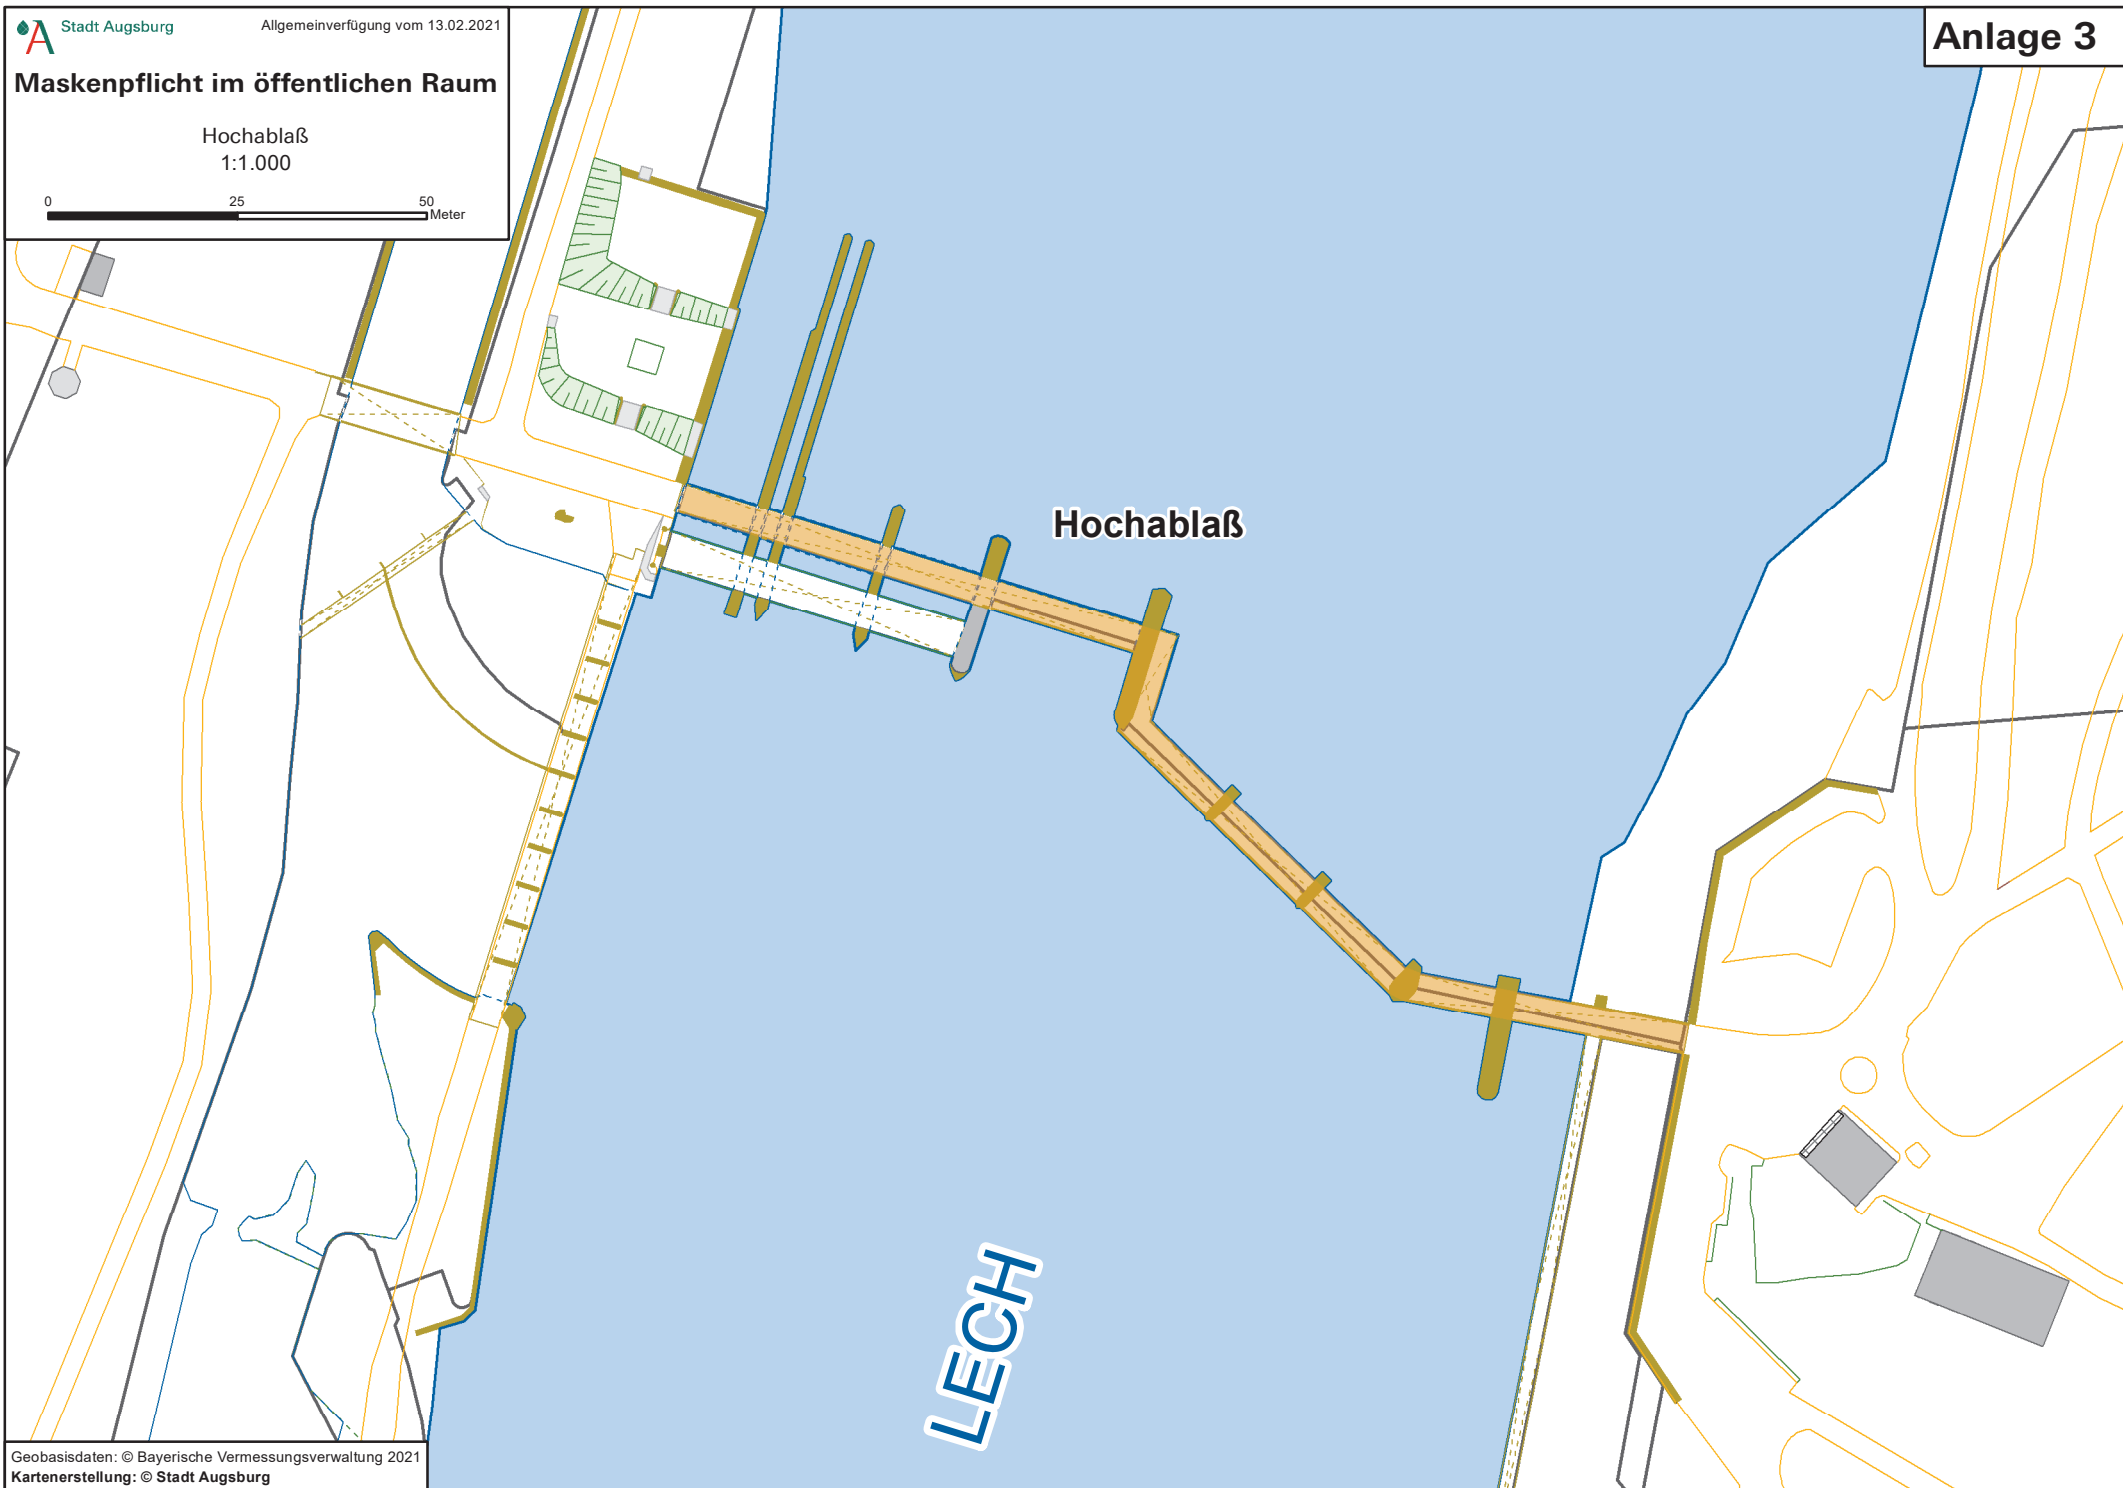 Stadt Augsburg
Allgemeinverfügung vom 13.02.2021
Maskenpflicht im öffentlichen Raum
Hochablaß
1:1.000
0 25 50
Meter
Anlage 3
Hochablaß
LECH
Geobasisdaten: © Bayerische Vermessungsverwaltung 2021
Kartenerstellung: © Stadt Augsburg